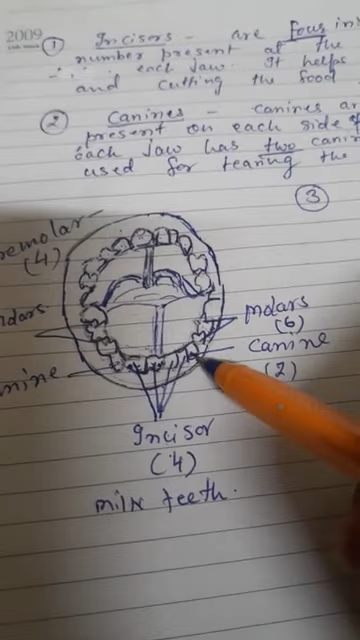 2009
① Incisors - are four in
number present at the
each jaw. It helps
and cutting the food
② Canines - canines ar
present on each side of
each jaw has two canin
used for tearing the
③
remolar
(4)
molars
(6)
canine
(2)
lars
nine
Incisor
(4)
milk teeth.